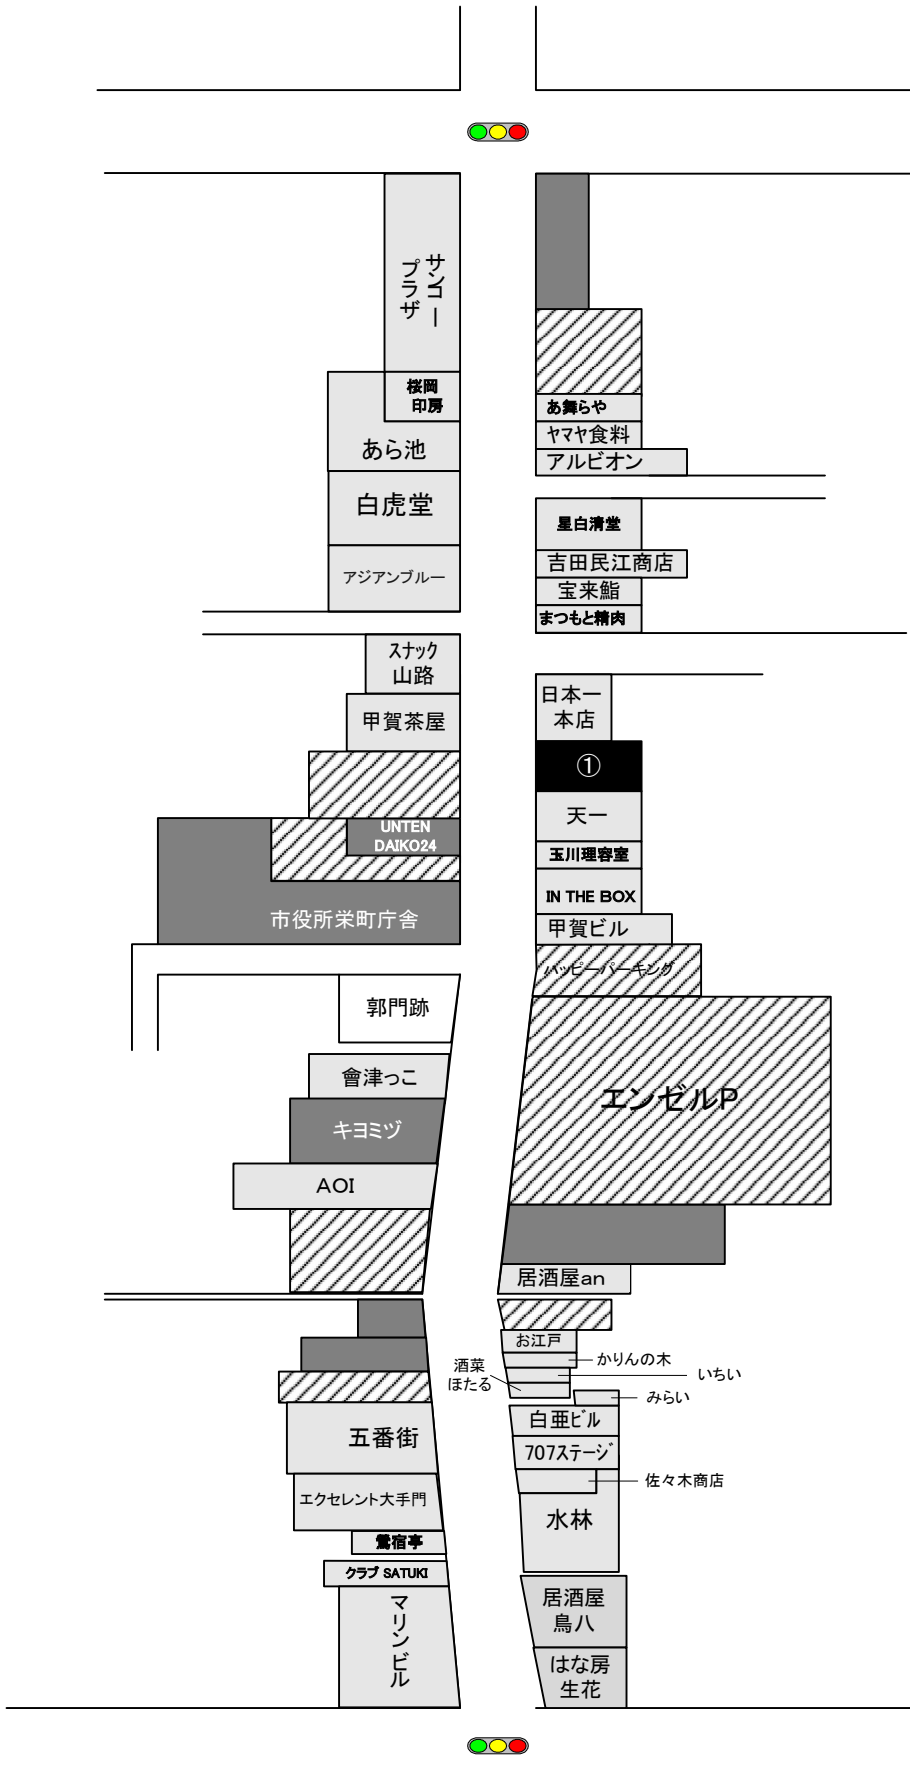 サンコー
プラザ
桜岡
印房
あら池
白虎堂
アジアンブルー
スナック
山路
甲賀茶屋
UNTEN
DAIKO24
市役所栄町庁舎
郭門跡
會津っこ
キヨミヅ
AOI
五番街
エクセレント大手門
鶯宿亭
クラブ SATUKI
マリンビル
あ舞らや
ヤマヤ食料
アルビオン
星白清堂
吉田民江商店
宝来鮨
まつもと精肉
日本一
本店
①
天一
玉川理容室
IN THE BOX
甲賀ビル
ハッピーパーキング
エンゼルP
居酒屋an
お江戸
かりんの木
いちい
酒菜
ほたる
みらい
白亜ビル
707ステージ
佐々木商店
水林
居酒屋
鳥八
はな房
生花